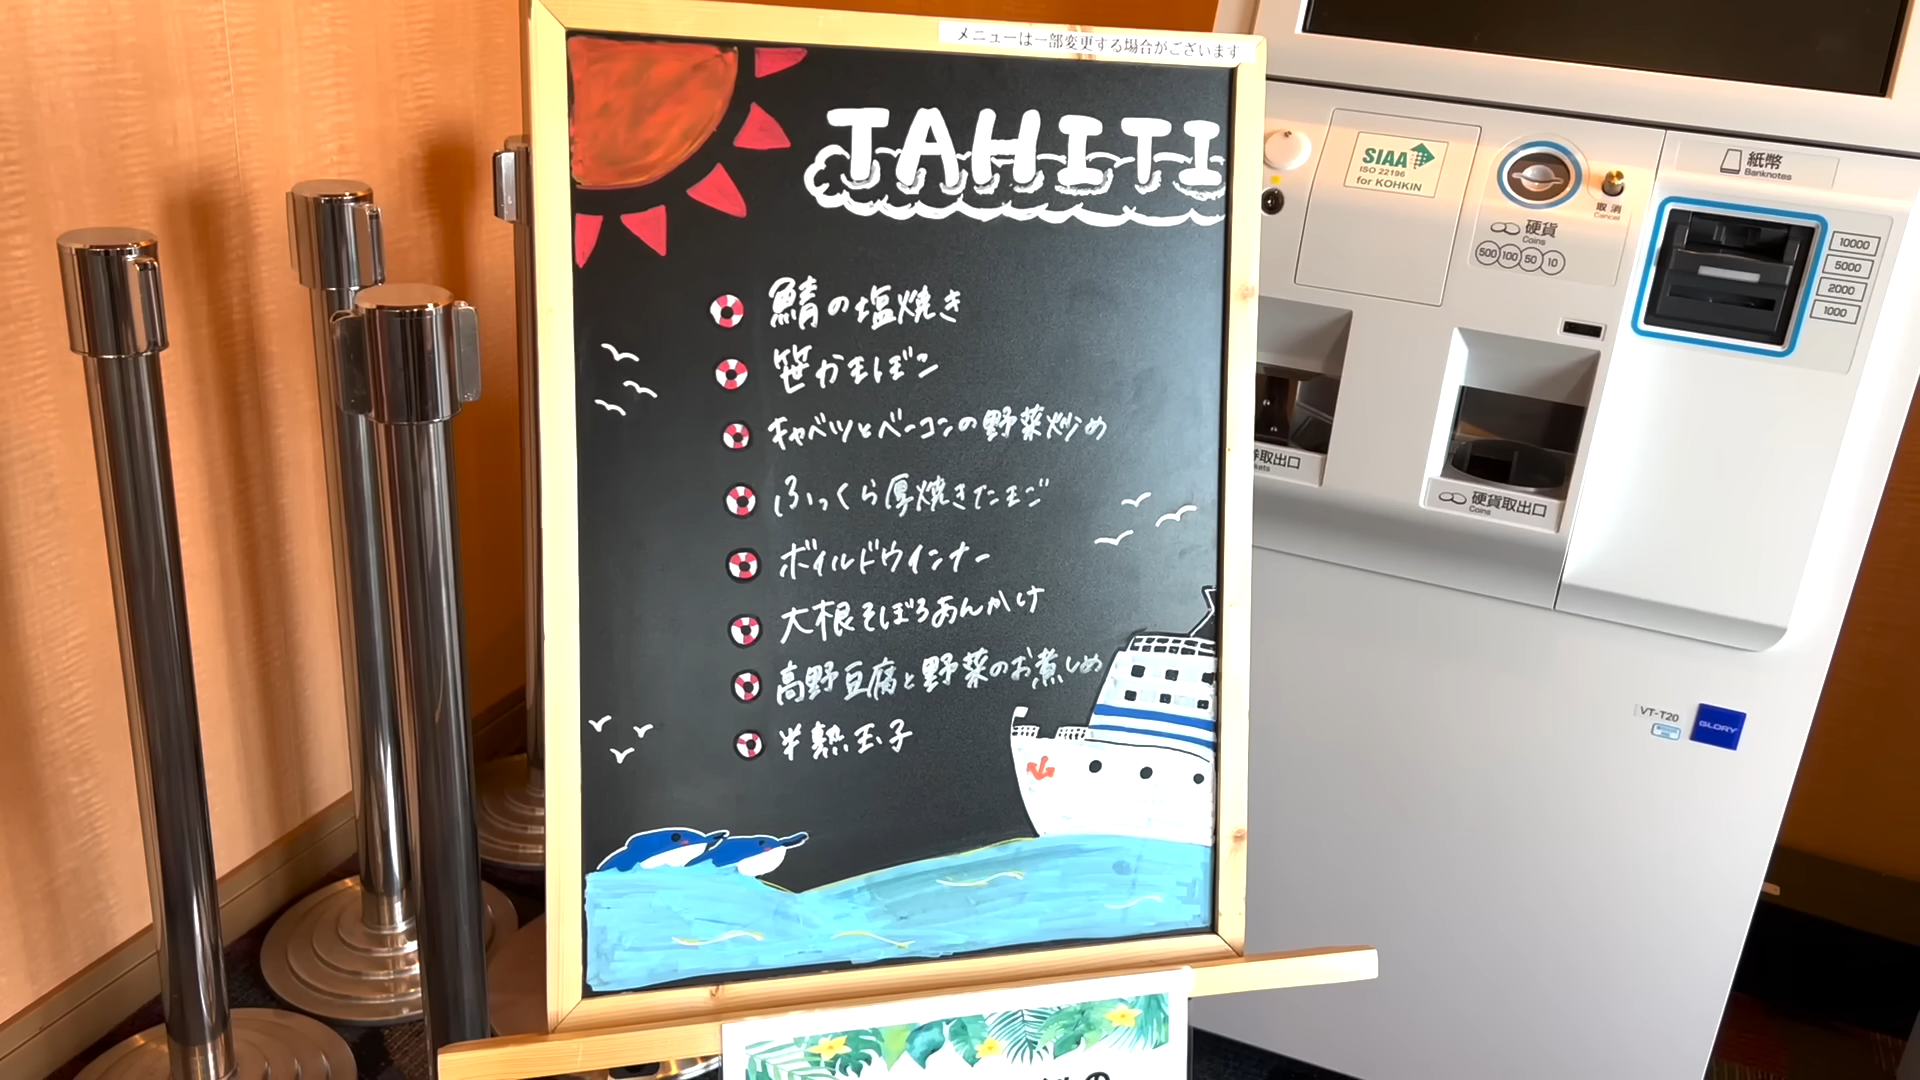 メニューは一部変更する場合がございます
TAHITI
鯖の塩焼き
笹かまぼこ
キャベツとベーコンの野菜炒め
ふっくら厚焼きたまご
ボイルドウインナー
大根そぼろあんかけ
高野豆腐と野菜のお煮しめ
半熟玉子
SIAA
ISO 22196
for KOHKIN
硬貨
Coins
500 100 50 10
取消
Cancel
紙幣
Banknotes
10000
5000
2000
1000
券取出口
硬貨取出口
Coins
VT-T20
GLORY